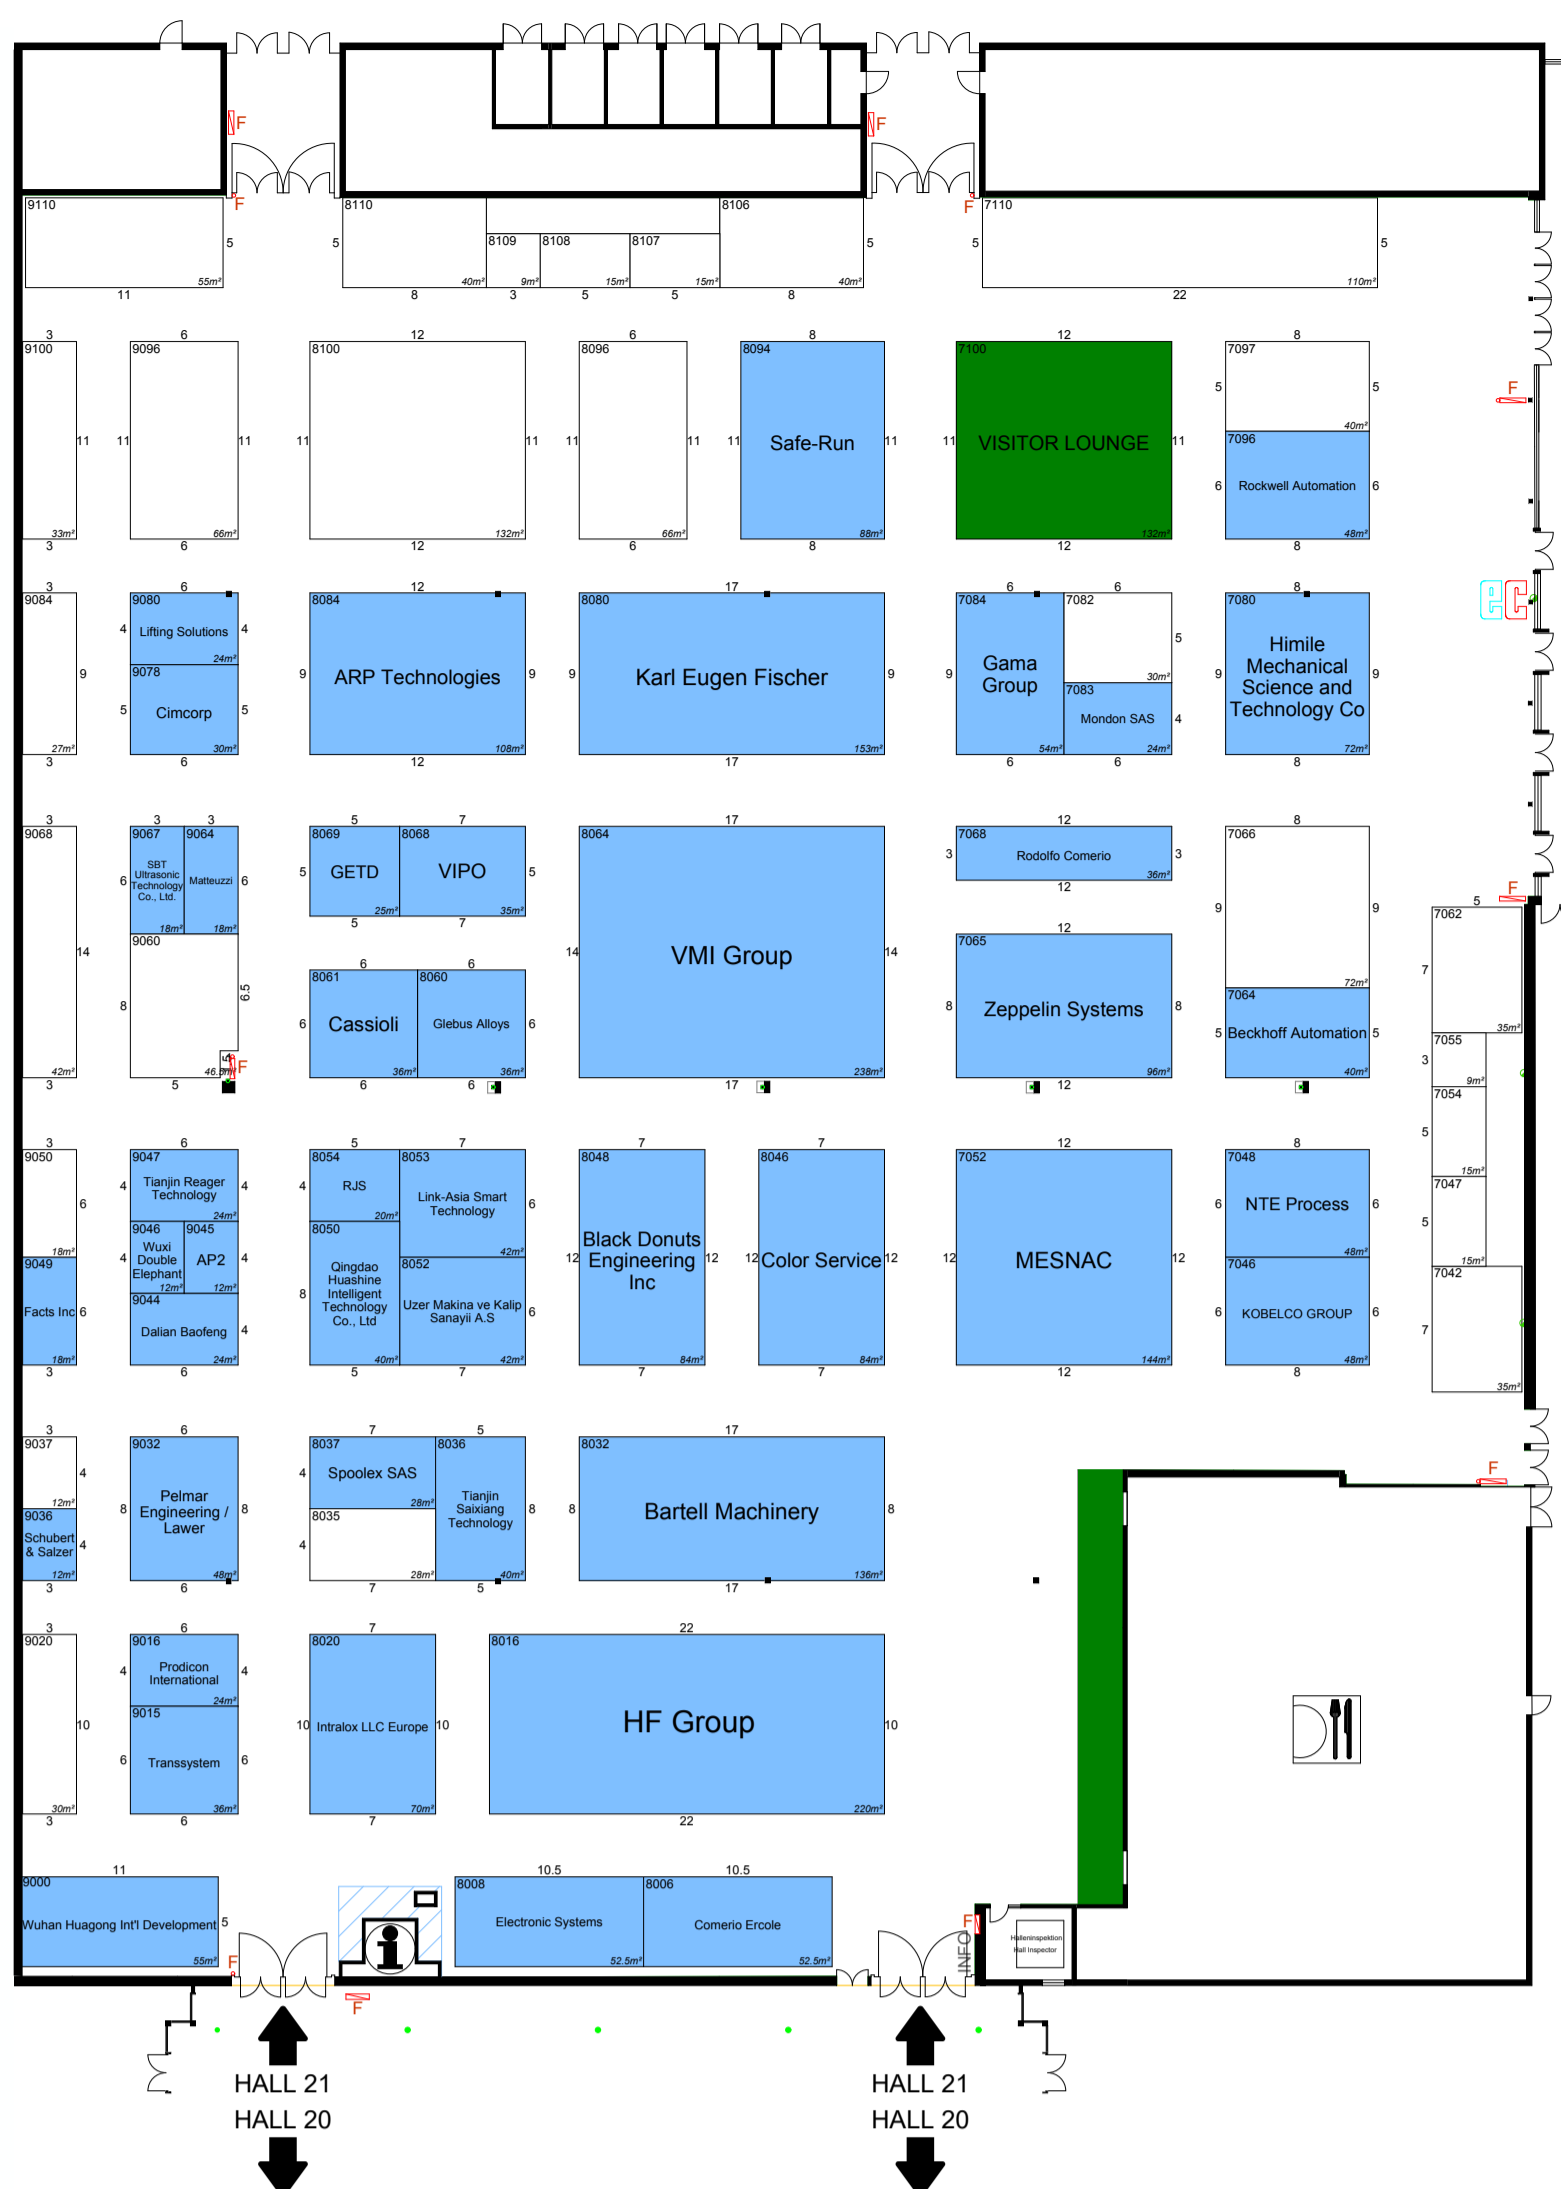 F
F
F
F
9110
55m²
5
11
8110
5
40m²
8
8109
9m²
3
8108
15m²
5
8107
15m²
5
8106
40m²
5
8
7110
5
5
110m²
22
3
9100
11
33m²
3
6
9096
11
11
66m²
6
12
8100
11
11
132m²
12
6
8096
11
11
66m²
6
8
8094
11
Safe-Run
11
88m²
8
12
7100
11
VISITOR LOUNGE
11
132m²
12
8
7097
5
5
40m²
7096
6
Rockwell Automation
6
48m²
8
F
3
9084
9
27m²
3
6
9080
4
Lifting Solutions
4
24m²
9078
5
Cimcorp
5
30m²
6
12
8084
9
ARP Technologies
9
108m²
12
17
8080
9
Karl Eugen Fischer
9
153m²
17
6
7084
9
Gama
Group
54m²
6
6
7082
5
30m²
7083
Mondon SAS
4
24m²
6
8
7080
9
Himile
Mechanical
Science and
Technology Co
9
72m²
8
ec
3
9068
14
42m²
3
3
9067
6
SBT
Ultrasonic
Technology
Co., Ltd.
18m²
3
9064
Matteuzzi
6
18m²
9060
8
6.5
1.5
F
46.5m²
5
5
8069
5
GETD
25m²
5
7
8068
VIPO
5
35m²
7
6
8061
6
Cassioli
36m²
6
6
8060
Glebus Alloys
6
36m²
6
17
8064
14
VMI Group
14
238m²
17
12
7068
3
Rodolfo Comerio
3
36m²
12
12
7065
8
Zeppelin Systems
8
96m²
12
8
7066
9
9
72m²
7064
5
Beckhoff Automation
5
40m²
F
5
7062
7
35m²
7055
3
9m²
7054
5
15m²
7047
5
15m²
7042
7
35m²
3
9050
6
18m²
9049
Facts Inc
6
18m²
3
6
9047
4
Tianjin Reager
Technology
4
24m²
9046
4
Wuxi
Double
Elephant
12m²
9045
AP2
4
12m²
9044
Dalian Baofeng
4
24m²
6
5
8054
4
RJS
20m²
8050
8
Qingdao
Huashine
Intelligent
Technology
Co., Ltd
40m²
5
7
8053
Link-Asia Smart
Technology
6
42m²
8052
Uzer Makina ve Kalip
Sanayii A.S
6
42m²
7
7
8048
12
Black Donuts
Engineering
Inc
12
84m²
7
7
8046
12
Color Service
12
84m²
7
12
7052
12
MESNAC
12
144m²
12
8
7048
6
NTE Process
6
48m²
7046
6
KOBELCO GROUP
6
48m²
8
3
9037
4
12m²
9036
Schubert
& Salzer
4
12m²
3
6
9032
8
Pelmar
Engineering /
Lawer
8
48m²
6
7
8037
4
Spoolex SAS
28m²
8035
4
28m²
7
5
8036
Tianjin
Saixiang
Technology
8
40m²
5
17
8032
8
Bartell Machinery
8
136m²
17
F
3
9020
10
30m²
3
6
9016
4
Prodicon
International
4
24m²
9015
6
Transsystem
6
36m²
6
7
8020
10
Intralox LLC Europe
10
70m²
7
22
8016
HF Group
10
220m²
22
11
9000
Wuhan Huagong Int'l Development
5
55m²
F
i
10.5
8008
Electronic Systems
52.5m²
10.5
8006
Comerio Ercole
52.5m²
F
INFO
Halleninspektion
Hall Inspector
F
HALL 21
HALL 20
HALL 21
HALL 20